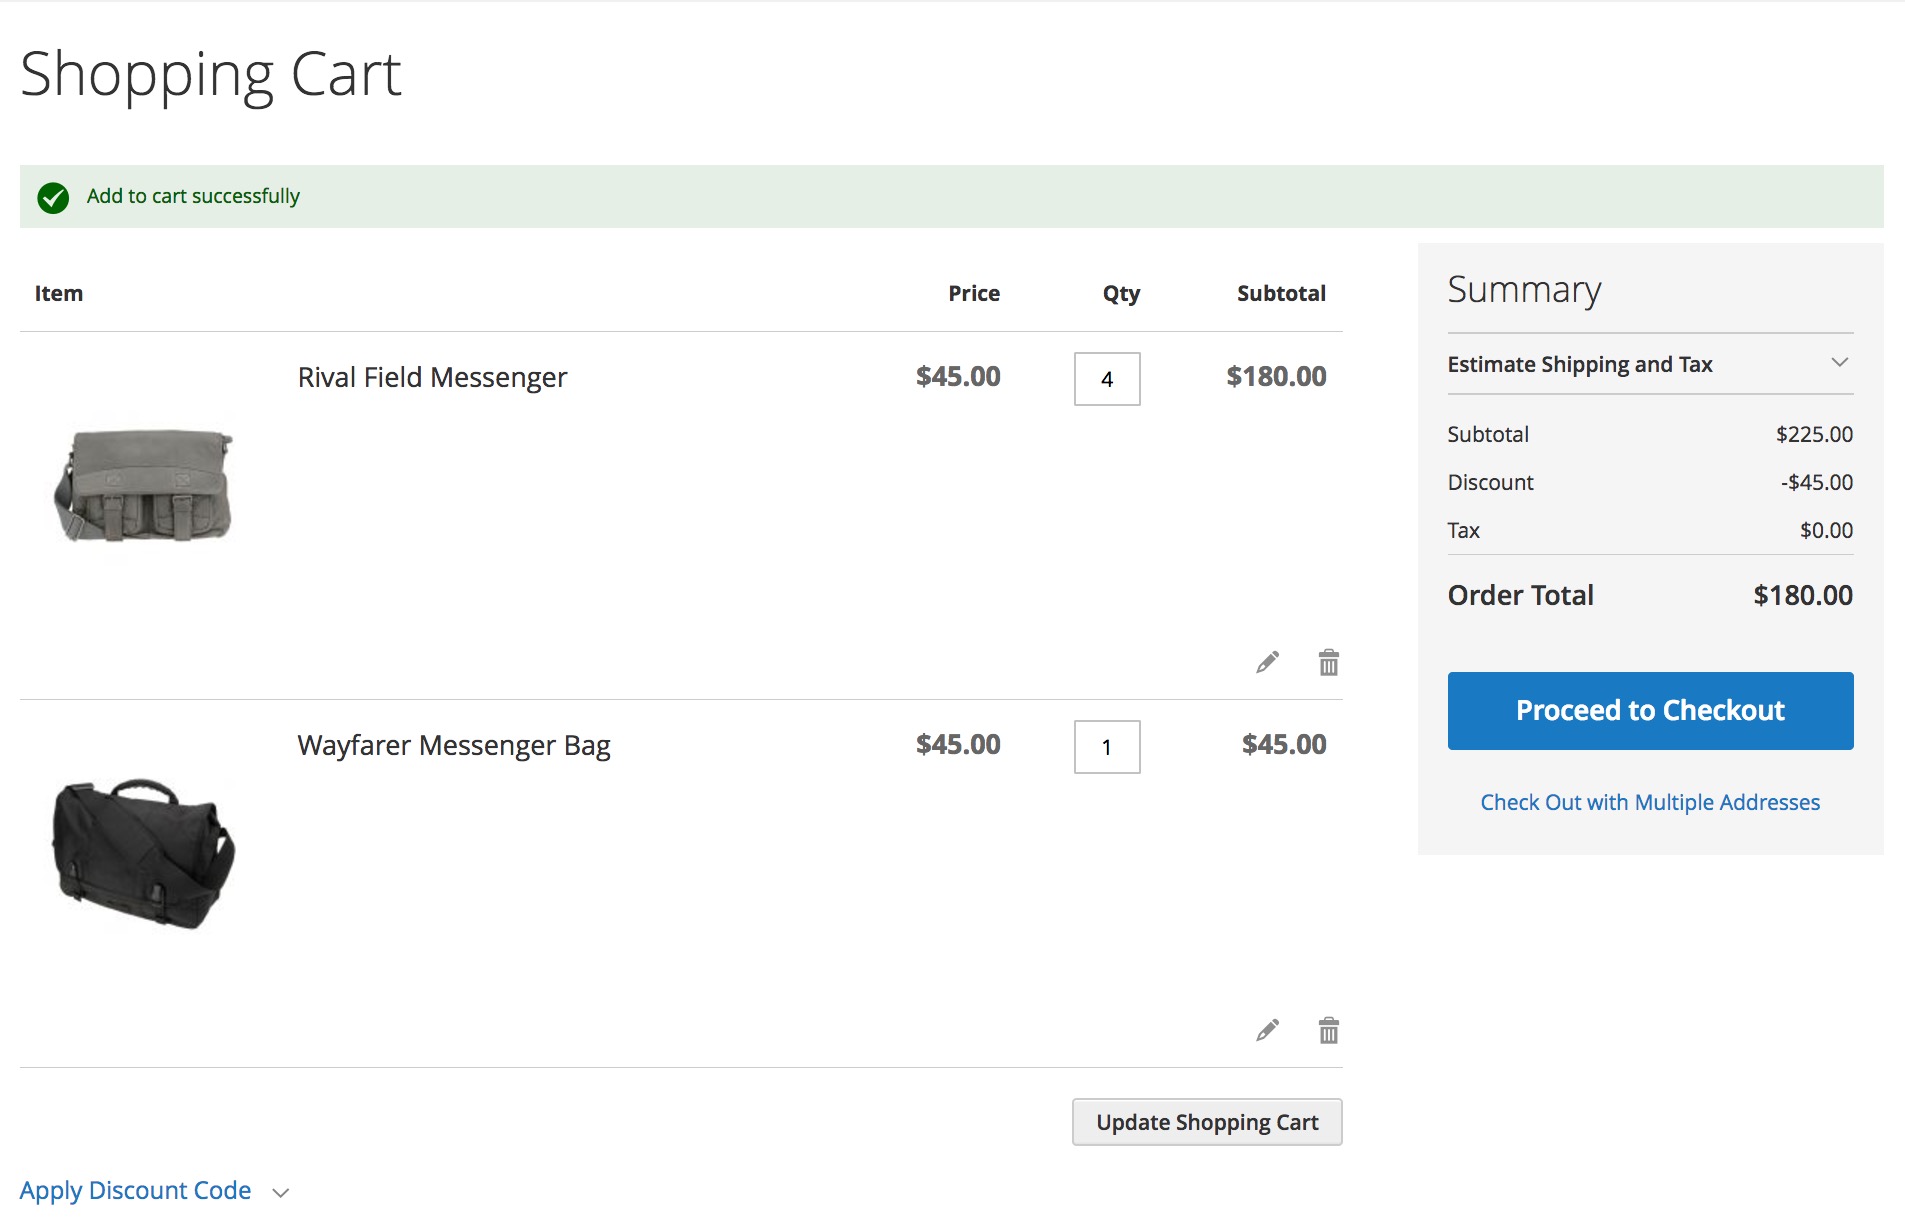 Shopping Cart
Add to cart successfully
Item Price Qty Subtotal
Rival Field Messenger $45.00 4 $180.00
Wayfarer Messenger Bag $45.00 1 $45.00
Update Shopping Cart
Apply Discount Code
Summary
Estimate Shipping and Tax
Subtotal $225.00
Discount -$45.00
Tax $0.00
Order Total $180.00
Proceed to Checkout
Check Out with Multiple Addresses